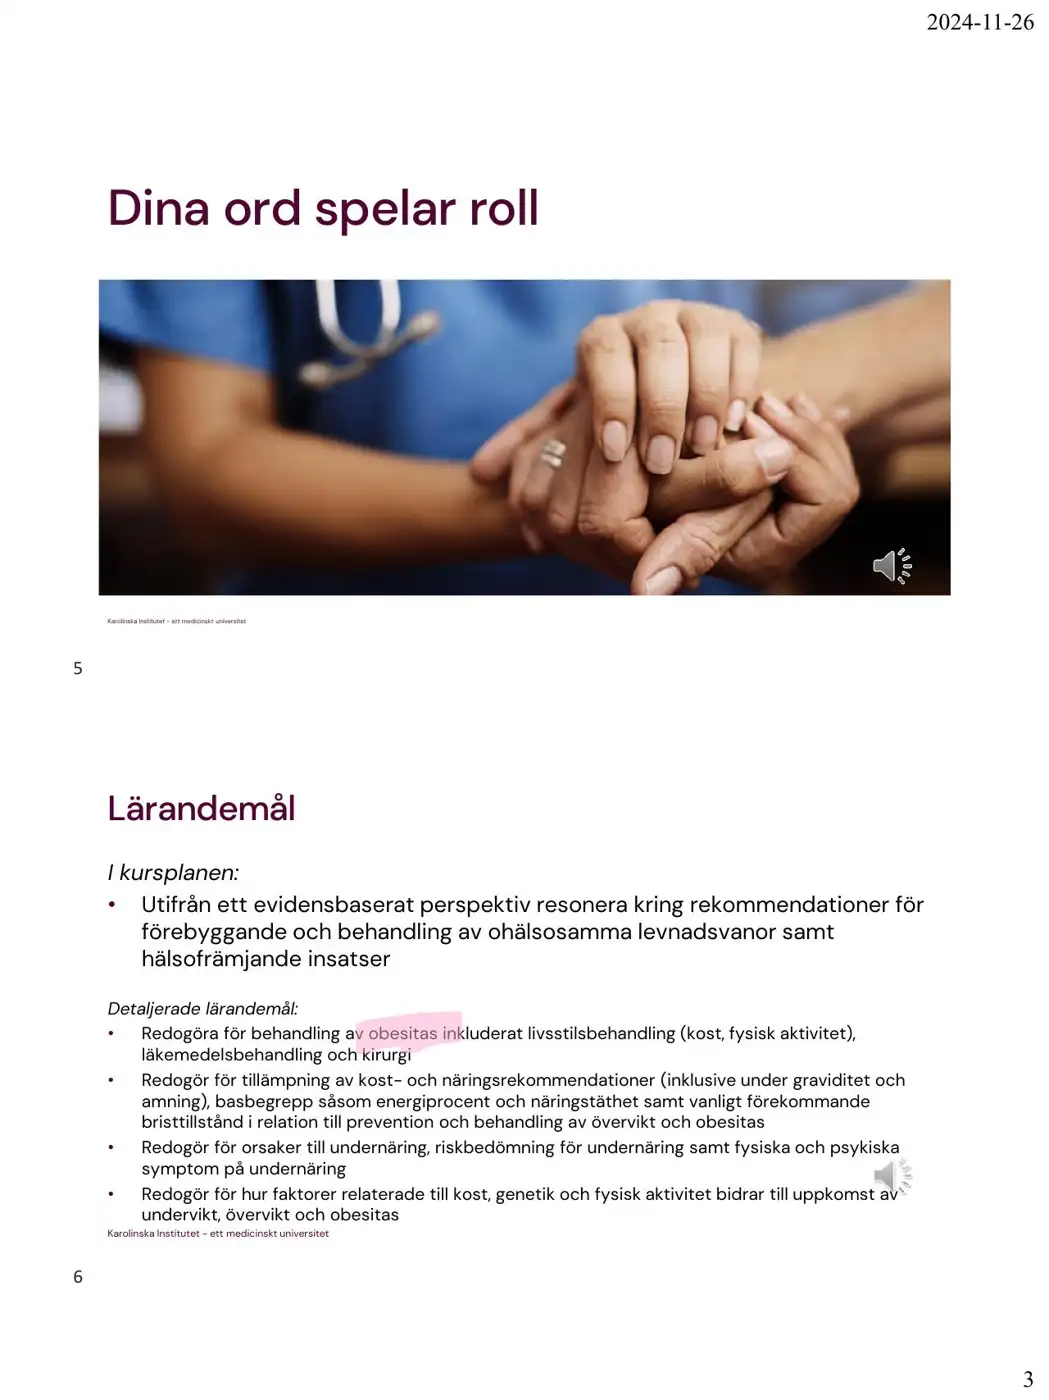 2024-11-26
Dina ord spelar roll
Karolinska Institutet - ett medicinskt universitet
5
Lärandemål
I kursplanen:
• Utifrån ett evidensbaserat perspektiv resonera kring rekommendationer för
förebyggande och behandling av ohälsosamma levnadsvanor samt
hälsofrämjande insatser
Detaljerade lärandemål:
• Redogöra för behandling av obesitas inkluderat livsstilsbehandling (kost, fysisk aktivitet),
läkemedelsbehandling och kirurgi
• Redogör för tillämpning av kost- och näringsrekommendationer (inklusive under graviditet och
amning), basbegrepp såsom energiprocent och näringstäthet samt vanligt förekommande
bristtillstånd i relation till prevention och behandling av övervikt och obesitas
• Redogör för orsaker till undernäring, riskbedömning för undernäring samt fysiska och psykiska
symptom på undernäring
• Redogör för hur faktorer relaterade till kost, genetik och fysisk aktivitet bidrar till uppkomst av
undervikt, övervikt och obesitas
Karolinska Institutet - ett medicinskt universitet
6
3